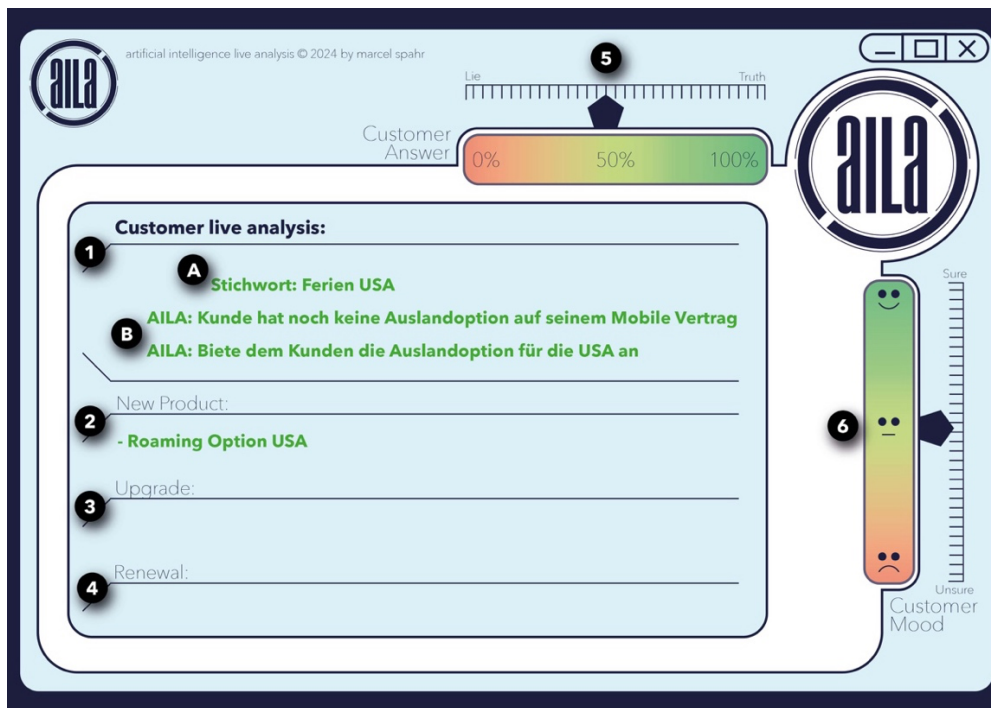 AILA
artificial intelligence live analysis © 2024 by marcel spahr
5
Lie
Truth
Customer
Answer
0%
50%
100%
AILA
Customer live analysis:
1
A
Stichwort: Ferien USA
B
AILA: Kunde hat noch keine Auslandoption auf seinem Mobile Vertrag
AILA: Biete dem Kunden die Auslandoption für die USA an
New Product:
2
- Roaming Option USA
Upgrade:
3
Renewal:
4
Sure
6
Unsure
Customer
Mood